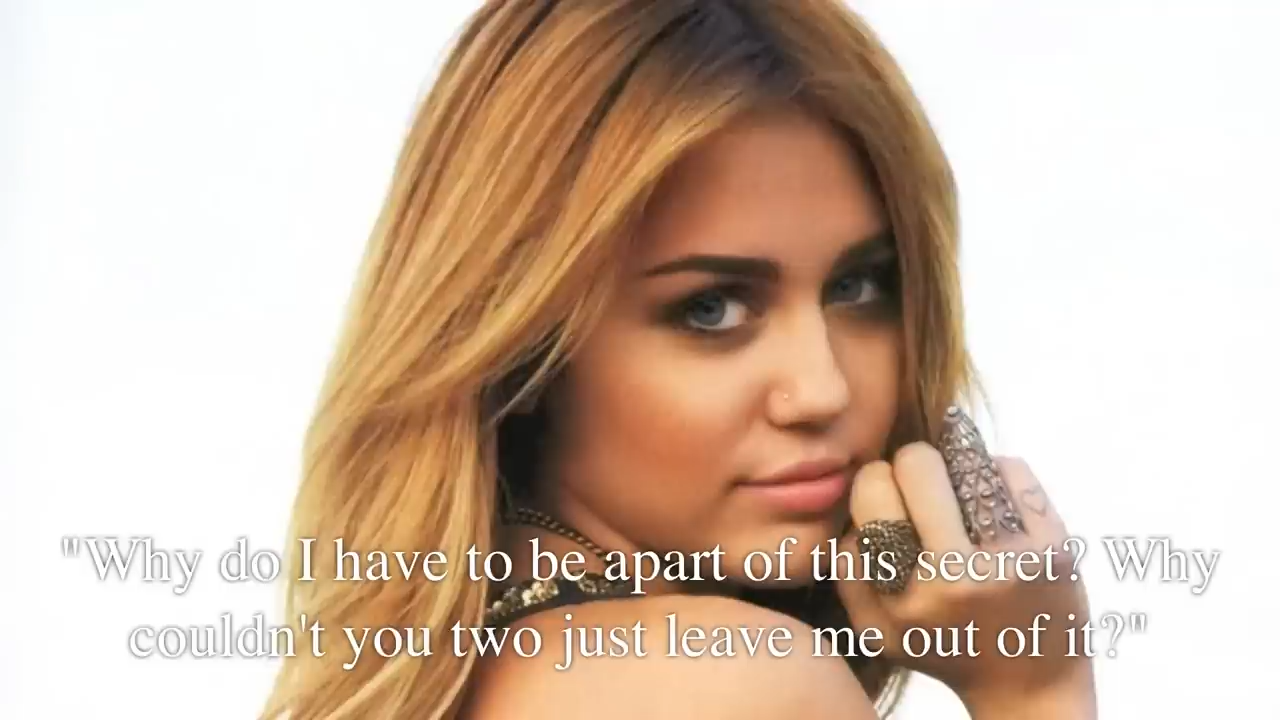 "Why do I have to be apart of this secret? Why
couldn't you two just leave me out of it?"